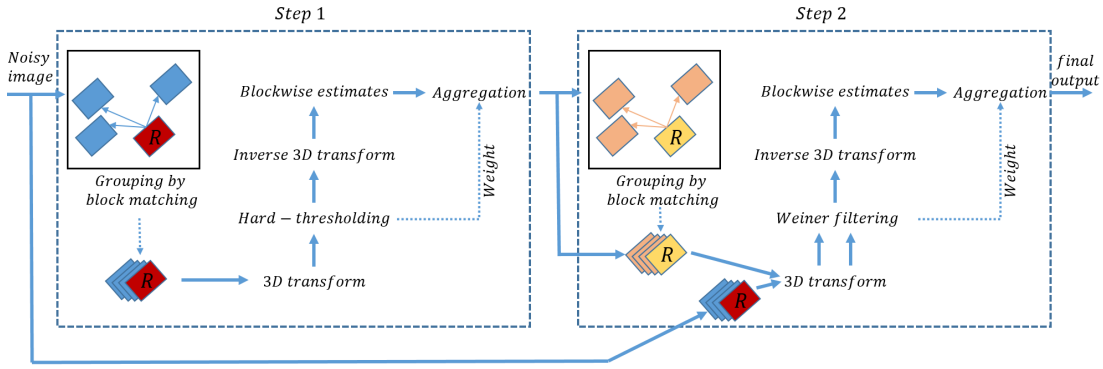 Step 1
Step 2
Noisy
image
R
Grouping by
block matching
R
3D transform
Hard − thresholding
Inverse 3D transform
Blockwise estimates
Aggregation
Weight
R
Grouping by
block matching
R
R
3D transform
Weiner filtering
Inverse 3D transform
Blockwise estimates
Aggregation
Weight
final
output